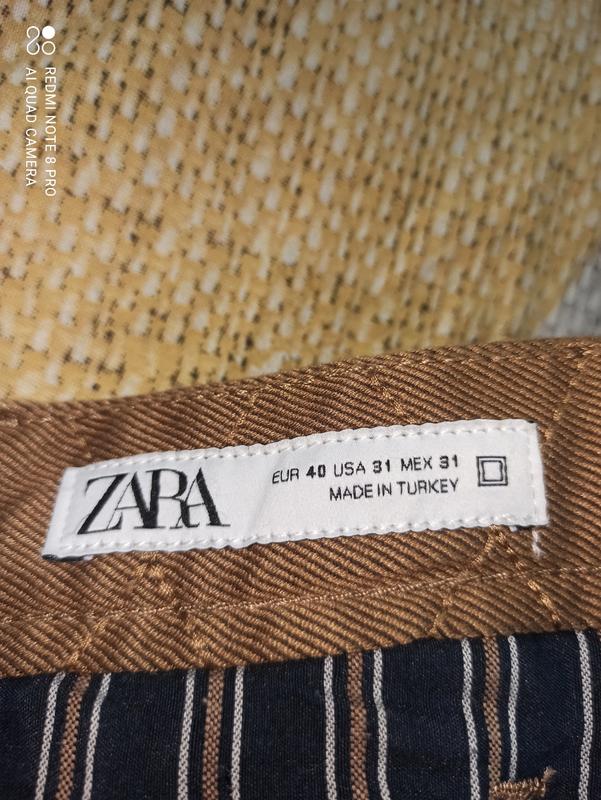 REDMI NOTE 8 PRO
AI QUAD CAMERA
ZARA
EUR 40 USA 31 MEX 31
MADE IN TURKEY